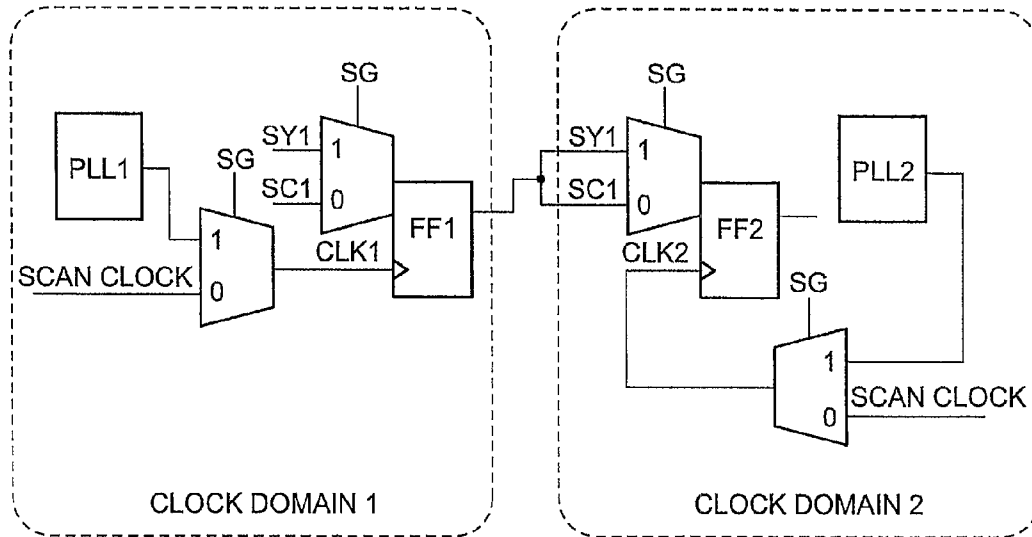 SG
SY1
1
SC1
0
PLL1
SG
1
SCAN CLOCK
0
CLK1
FF1
CLOCK DOMAIN 1
SG
SY1
1
SC1
0
CLK2
FF2
PLL2
SG
1
SCAN CLOCK
0
CLOCK DOMAIN 2